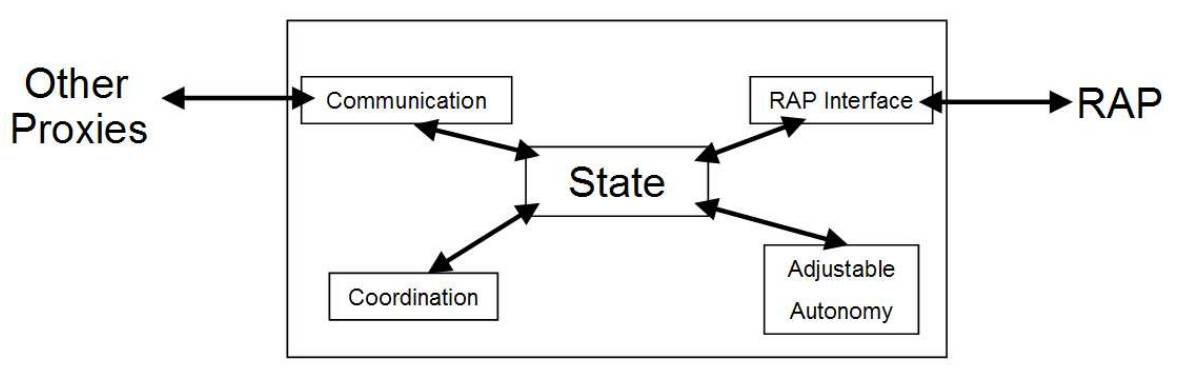 Other
Proxies
Communication
RAP Interface
RAP
State
Coordination
Adjustable
Autonomy